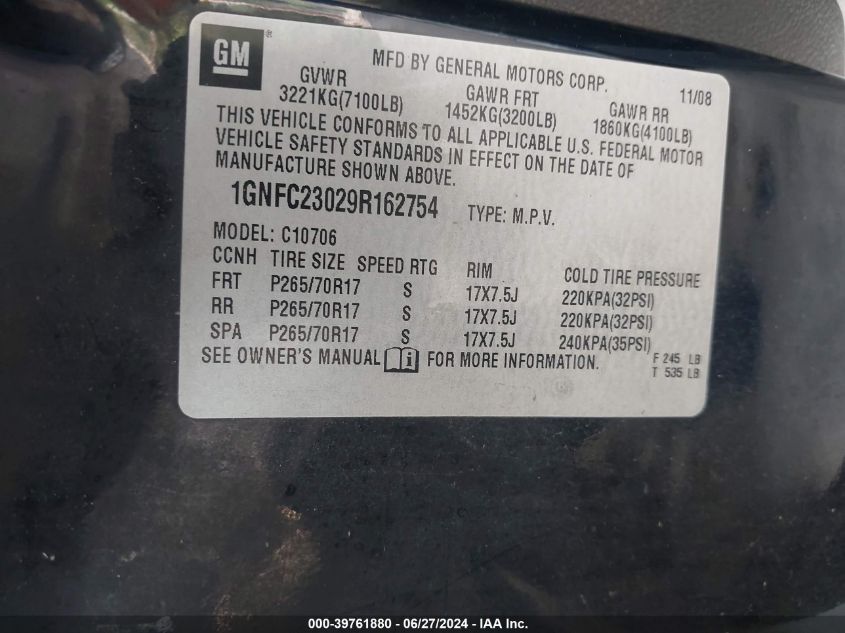 GM ®
MFD BY GENERAL MOTORS CORP. 11/08
GVWR GAWR FRT GAWR RR
3221KG(7100LB) 1452KG(3200LB) 1860KG(4100LB)
THIS VEHICLE CONFORMS TO ALL APPLICABLE U.S. FEDERAL MOTOR
VEHICLE SAFETY STANDARDS IN EFFECT ON THE DATE OF
MANUFACTURE SHOWN ABOVE.
1GNFC23029R162754 TYPE: M.P.V.
MODEL: C10706
CCNH TIRE SIZE SPEED RTG RIM COLD TIRE PRESSURE
FRT P265/70R17 S 17X7.5J 220KPA(32PSI)
RR P265/70R17 S 17X7.5J 220KPA(32PSI)
SPA P265/70R17 S 17X7.5J 240KPA(35PSI)
SEE OWNER'S MANUAL i FOR MORE INFORMATION.
F 245 LB
T 535 LB
000-39761880 - 06/27/2024 - IAA Inc.